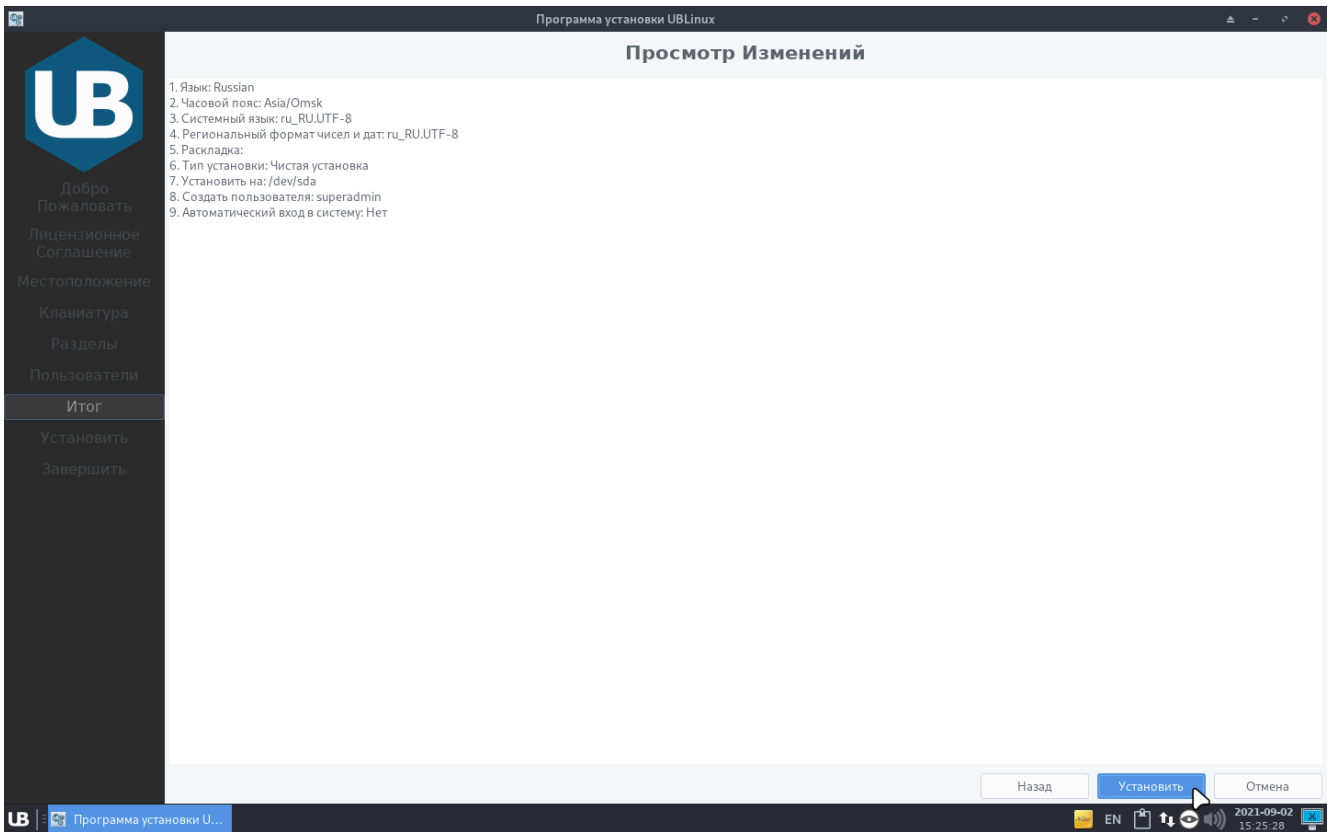 Программа установки UBLinux
UB
Просмотр Изменений
1. Язык: Russian
2. Часовой пояс: Asia/Omsk
3. Системный язык: ru_RU.UTF-8
4. Региональный формат чисел и дат: ru_RU.UTF-8
5. Раскладка:
6. Тип установки: Чистая установка
7. Установить на: /dev/sda
8. Создать пользователя: superadmin
9. Автоматический вход в систему: Нет
Добро
Пожаловать
Лицензионное
Соглашение
Местоположение
Клавиатура
Разделы
Пользователи
Итог
Установить
Завершить
Назад
Установить
Отмена
UB
Программа установки U...
EN
2021-09-02
15:25:28